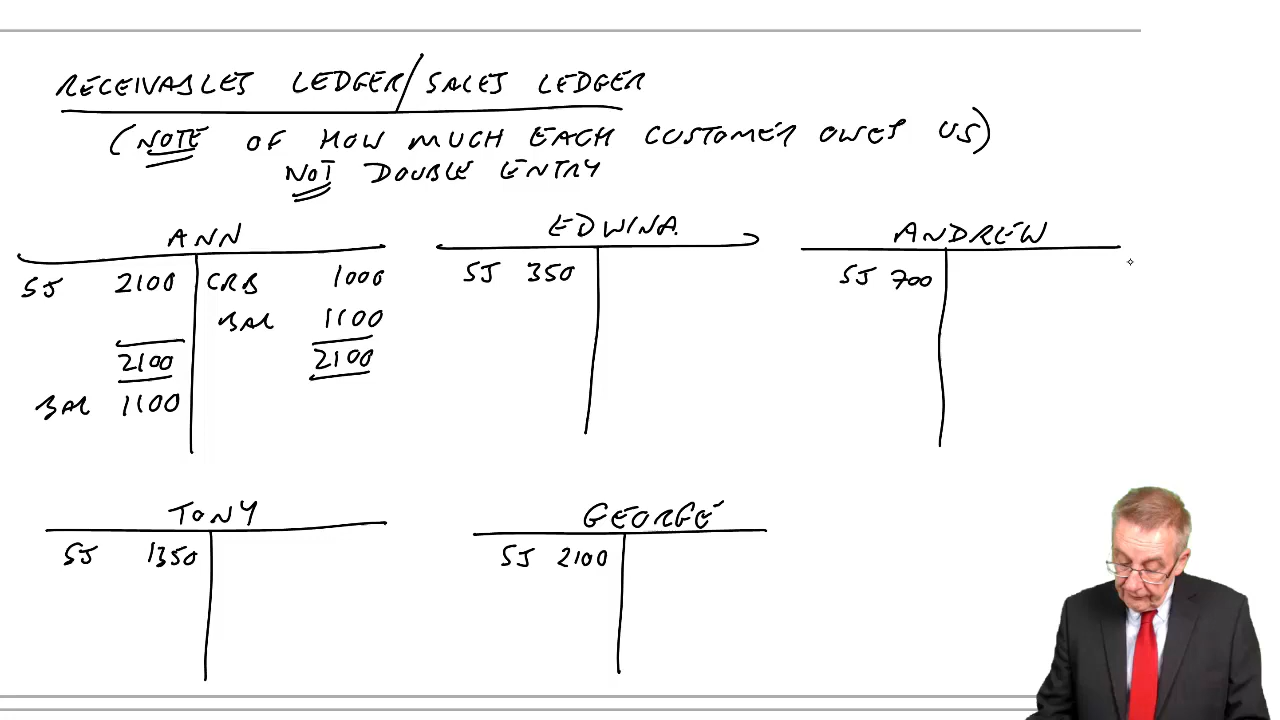 RECEIVABLES LEDGER/SALES LEDGER
(NOTE OF HOW MUCH EACH CUSTOMER OWES US)
NOT DOUBLE ENTRY
ANN
SJ 2100 CRB 1000
BAL 1100
2100 2100
BAL 1100
EDWINA
SJ 350
ANDREW
SJ 700
TONY
SJ 1350
GEORGE
SJ 2100